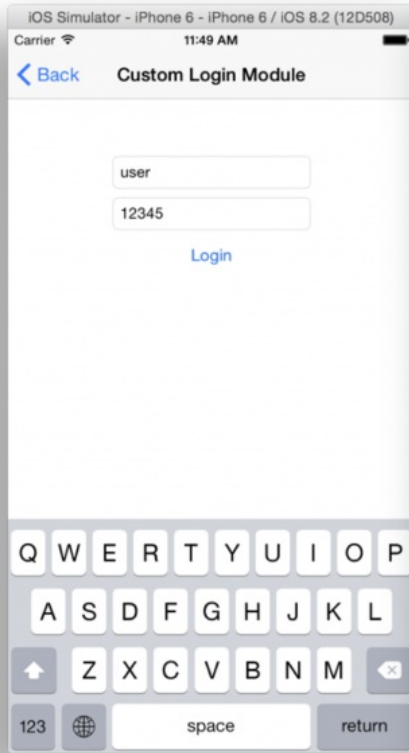 iOS Simulator - iPhone 6 - iPhone 6 / iOS 8.2 (12D508)
Carrier 11:49 AM
Back Custom Login Module
user
12345
Login
Q W E R T Y U I O P
A S D F G H J K L
Z X C V B N M
123 space return